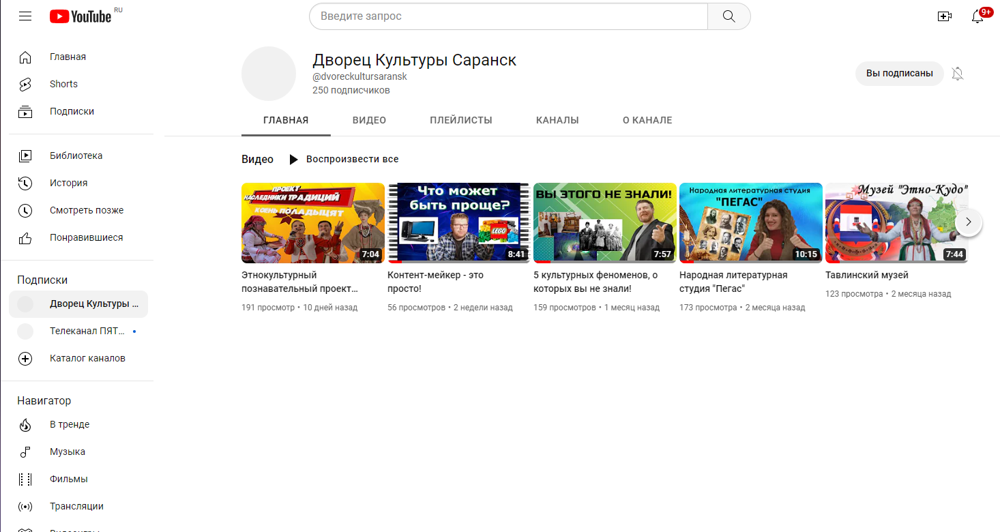 YouTube RU
Введите запрос
9+
Главная
Shorts
Подписки
Библиотека
История
Смотреть позже
Понравившиеся
Подписки
Дворец Культуры ...
Телеканал ПЯТ...
Каталог каналов
Навигатор
В тренде
Музыка
Фильмы
Трансляции
Дворец Культуры Саранск
@dvoreckultursaransk
250 подписчиков
Вы подписаны
ГЛАВНАЯ
ВИДЕО
ПЛЕЙЛИСТЫ
КАНАЛЫ
О КАНАЛЕ
Видео
Воспроизвести все
ПРОЕКТ
НАСЛЕДНИКИ ТРАДИЦИЙ
КСЕНЬ ПОЛАДЫЦЯТ
7:04
Этнокультурный
познавательный проект...
191 просмотр • 10 дней назад
Что может
быть проще?
LEGO
8:41
Контент-мейкер - это
просто!
56 просмотров • 2 недели назад
ВЫ ЭТОГО НЕ ЗНАЛИ!
7:57
5 культурных феноменов, о
которых вы не знали!
159 просмотров • 1 месяц назад
Народная литературная студия
"ПЕГАС"
10:15
Народная литературная
студия "Пегас"
173 просмотра • 2 месяца назад
Музей "Этно-Кудо"
7:44
Тавлинский музей
123 просмотра • 2 месяца назад